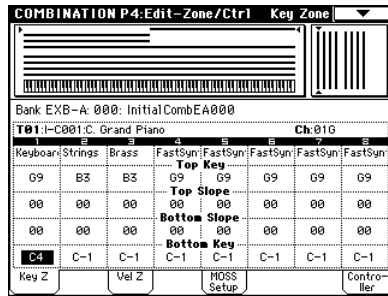 COMBINATION P4:Edit-Zone/Ctrl Key Zone
Bank EXB-A: 000: InitialCombEA000
T01:I-C001:C. Grand Piano Ch:01G
1 2 3 4 5 6 7 8
Keyboar Strings Brass FastSyn FastSyn FastSyn FastSyn FastSyn
Top Key
G9 B3 B3 G9 G9 G9 G9 G9
Top Slope
00 00 00 00 00 00 00 00
Bottom Slope
00 00 00 00 00 00 00 00
Bottom Key
C4 C-1 C-1 C-1 C-1 C-1 C-1 C-1
Key Z Vel Z MOSS Setup Contro-ller